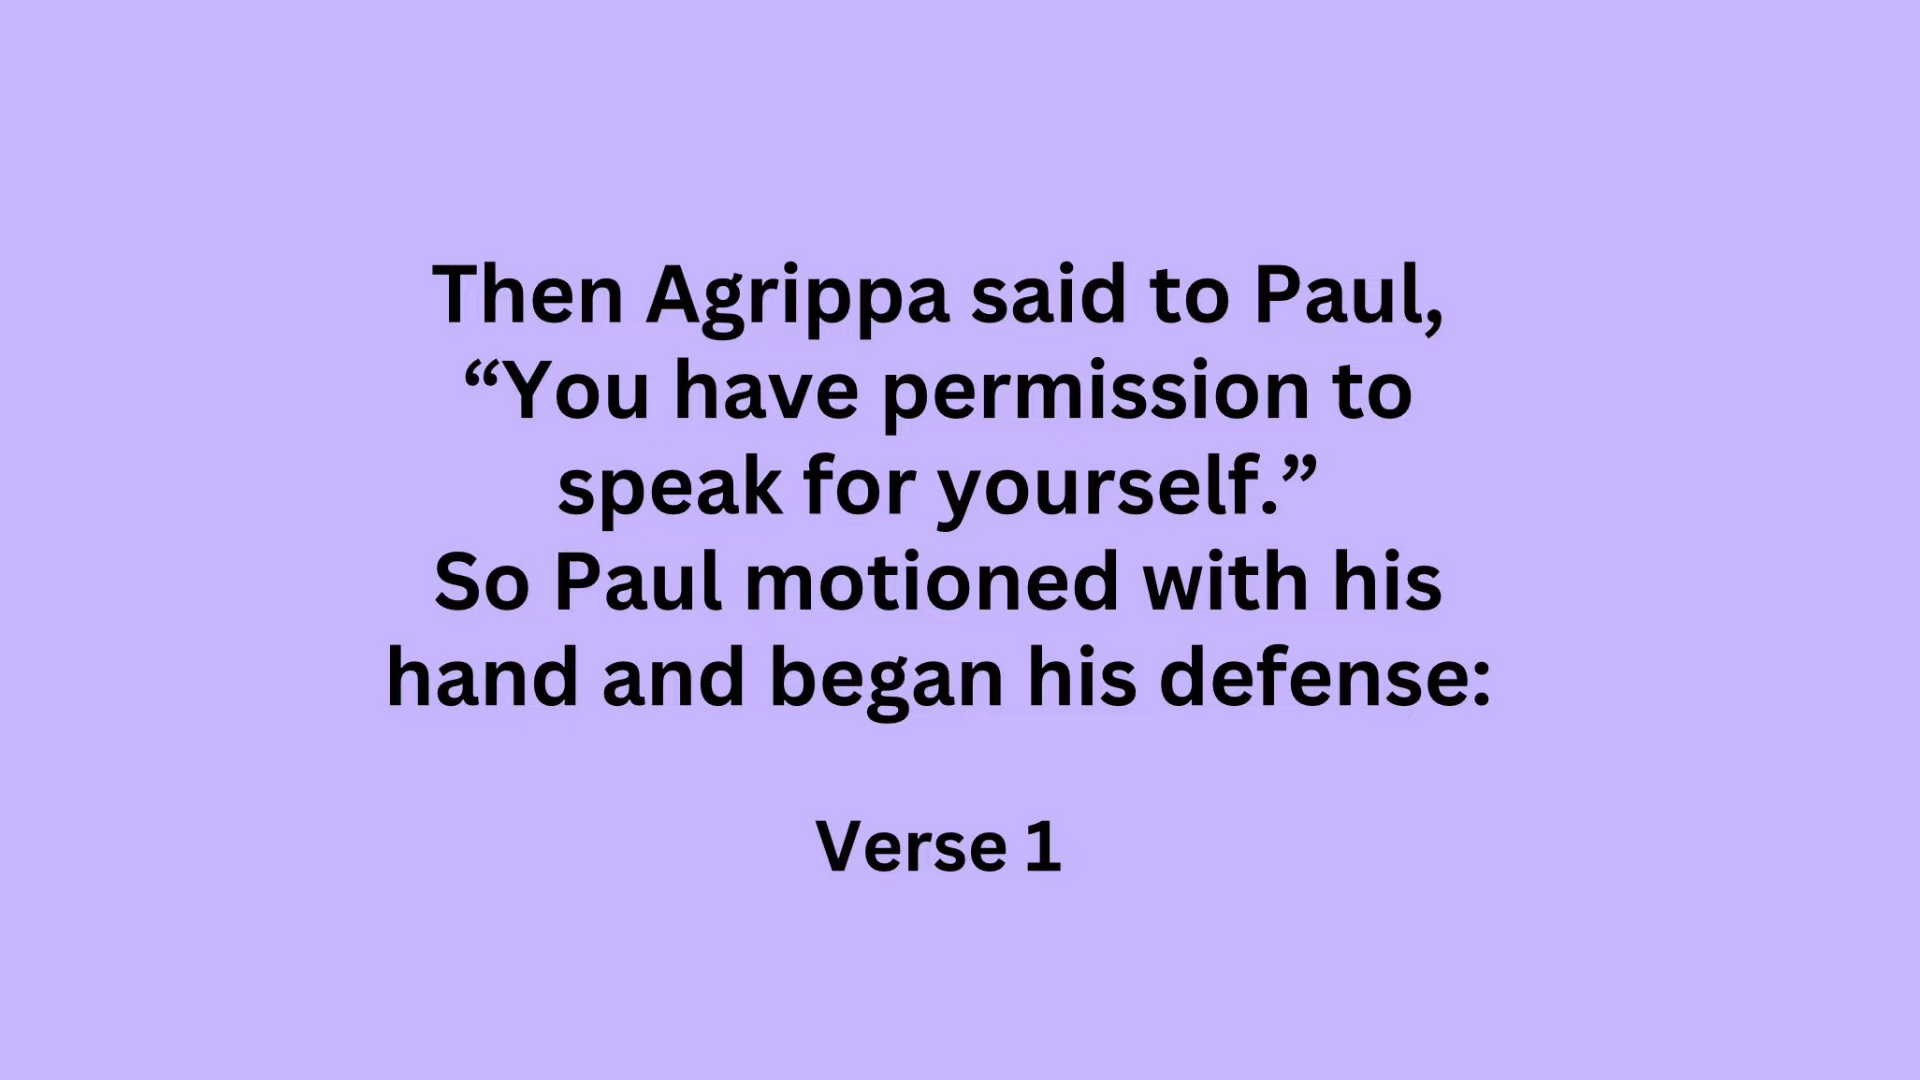 Then Agrippa said to Paul,
“You have permission to
speak for yourself.”
So Paul motioned with his
hand and began his defense:
Verse 1